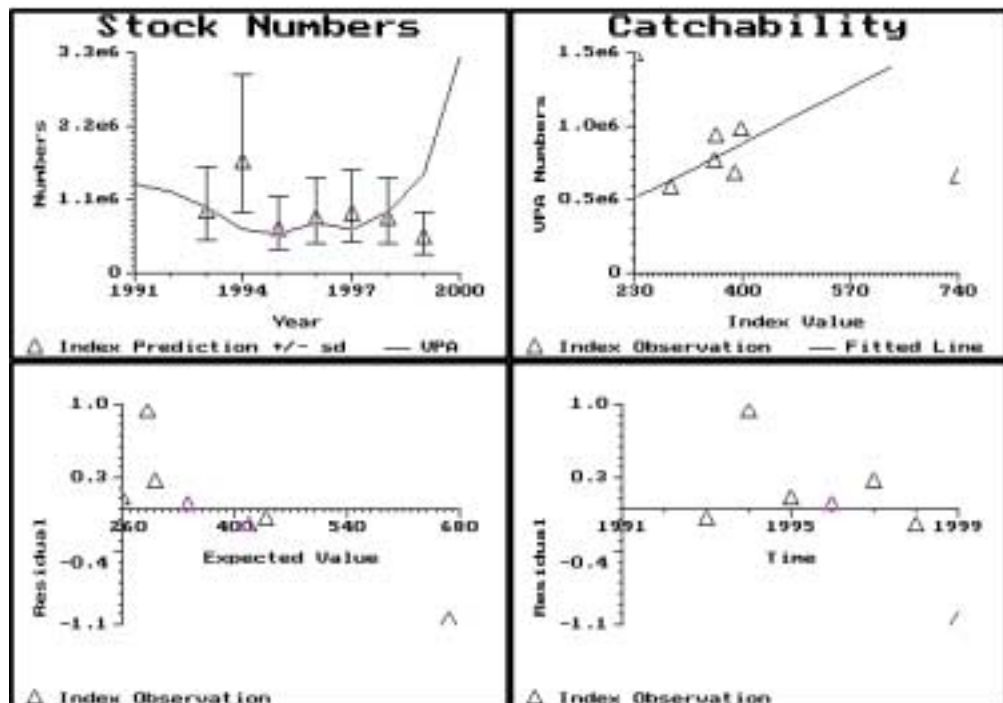 Stock Numbers
3.3e6
2.2e6
1.1e6
0
Numbers
1991 1994 1997 2000
Year
Index Prediction +/- sd VPA
Catchability
1.5e6
1.0e6
0.5e6
0
VPA Numbers
230 400 570 740
Index Value
Index Observation Fitted Line
1.0
0.3
-0.4
-1.1
Residual
260 400 540 680
Expected Value
Index Observation
1.0
0.3
-0.4
-1.1
Residual
1991 1995 1999
Time
Index Observation